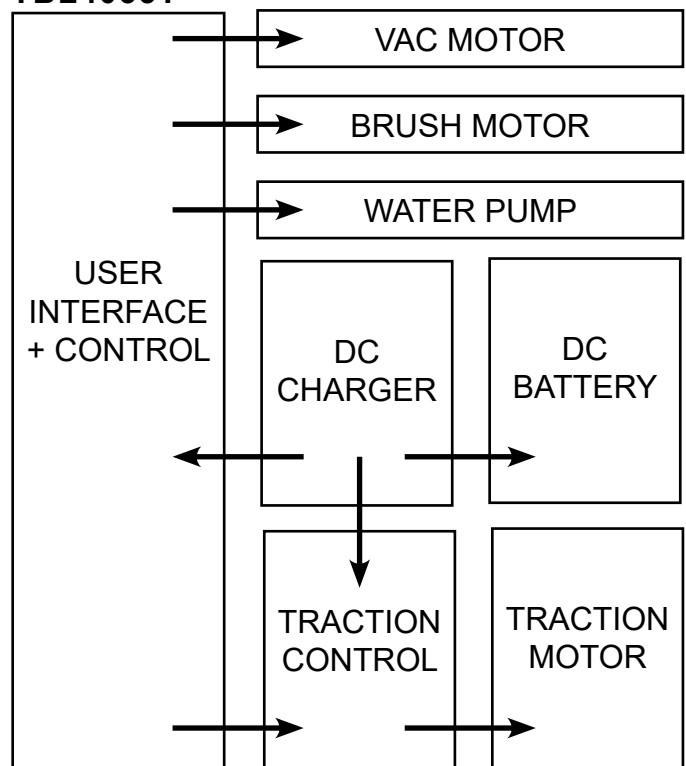 VAC MOTOR
BRUSH MOTOR
WATER PUMP
USER
INTERFACE
+ CONTROL
DC
CHARGER
DC
BATTERY
TRACTION
CONTROL
TRACTION
MOTOR